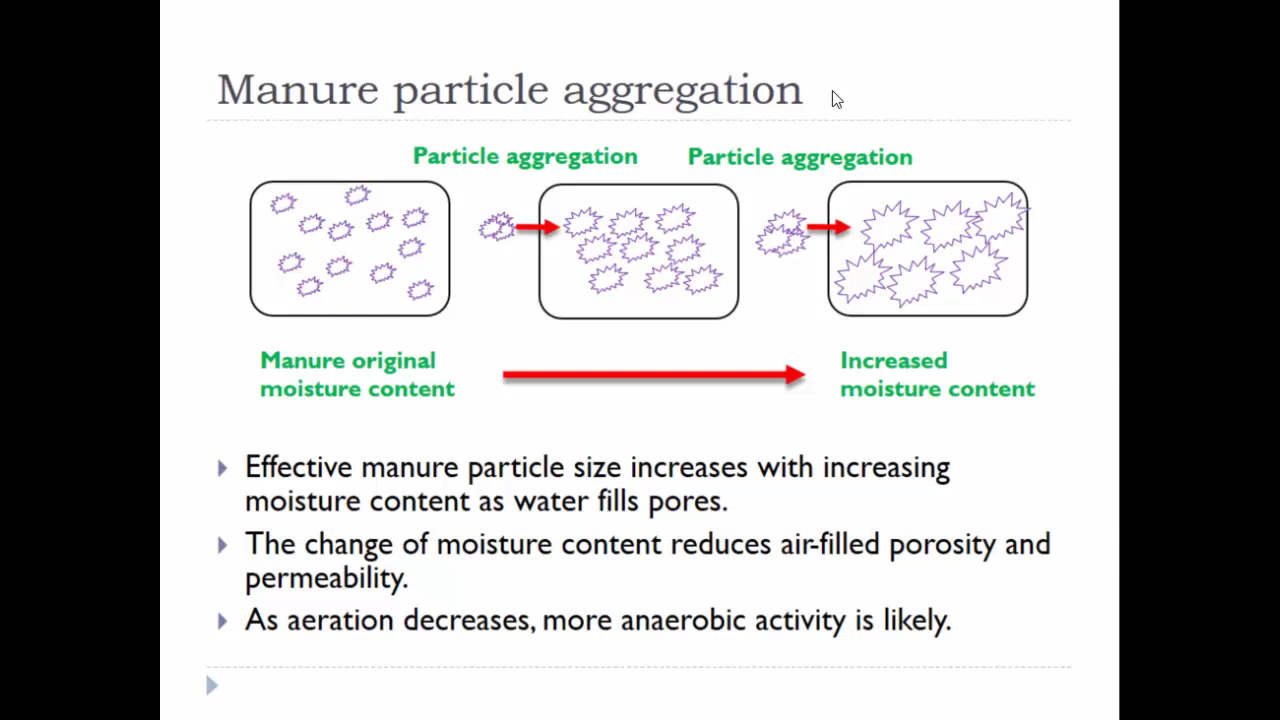 Manure particle aggregation
Particle aggregation
Particle aggregation
Manure original
moisture content
Increased
moisture content
Effective manure particle size increases with increasing
moisture content as water fills pores.
The change of moisture content reduces air-filled porosity and
permeability.
As aeration decreases, more anaerobic activity is likely.